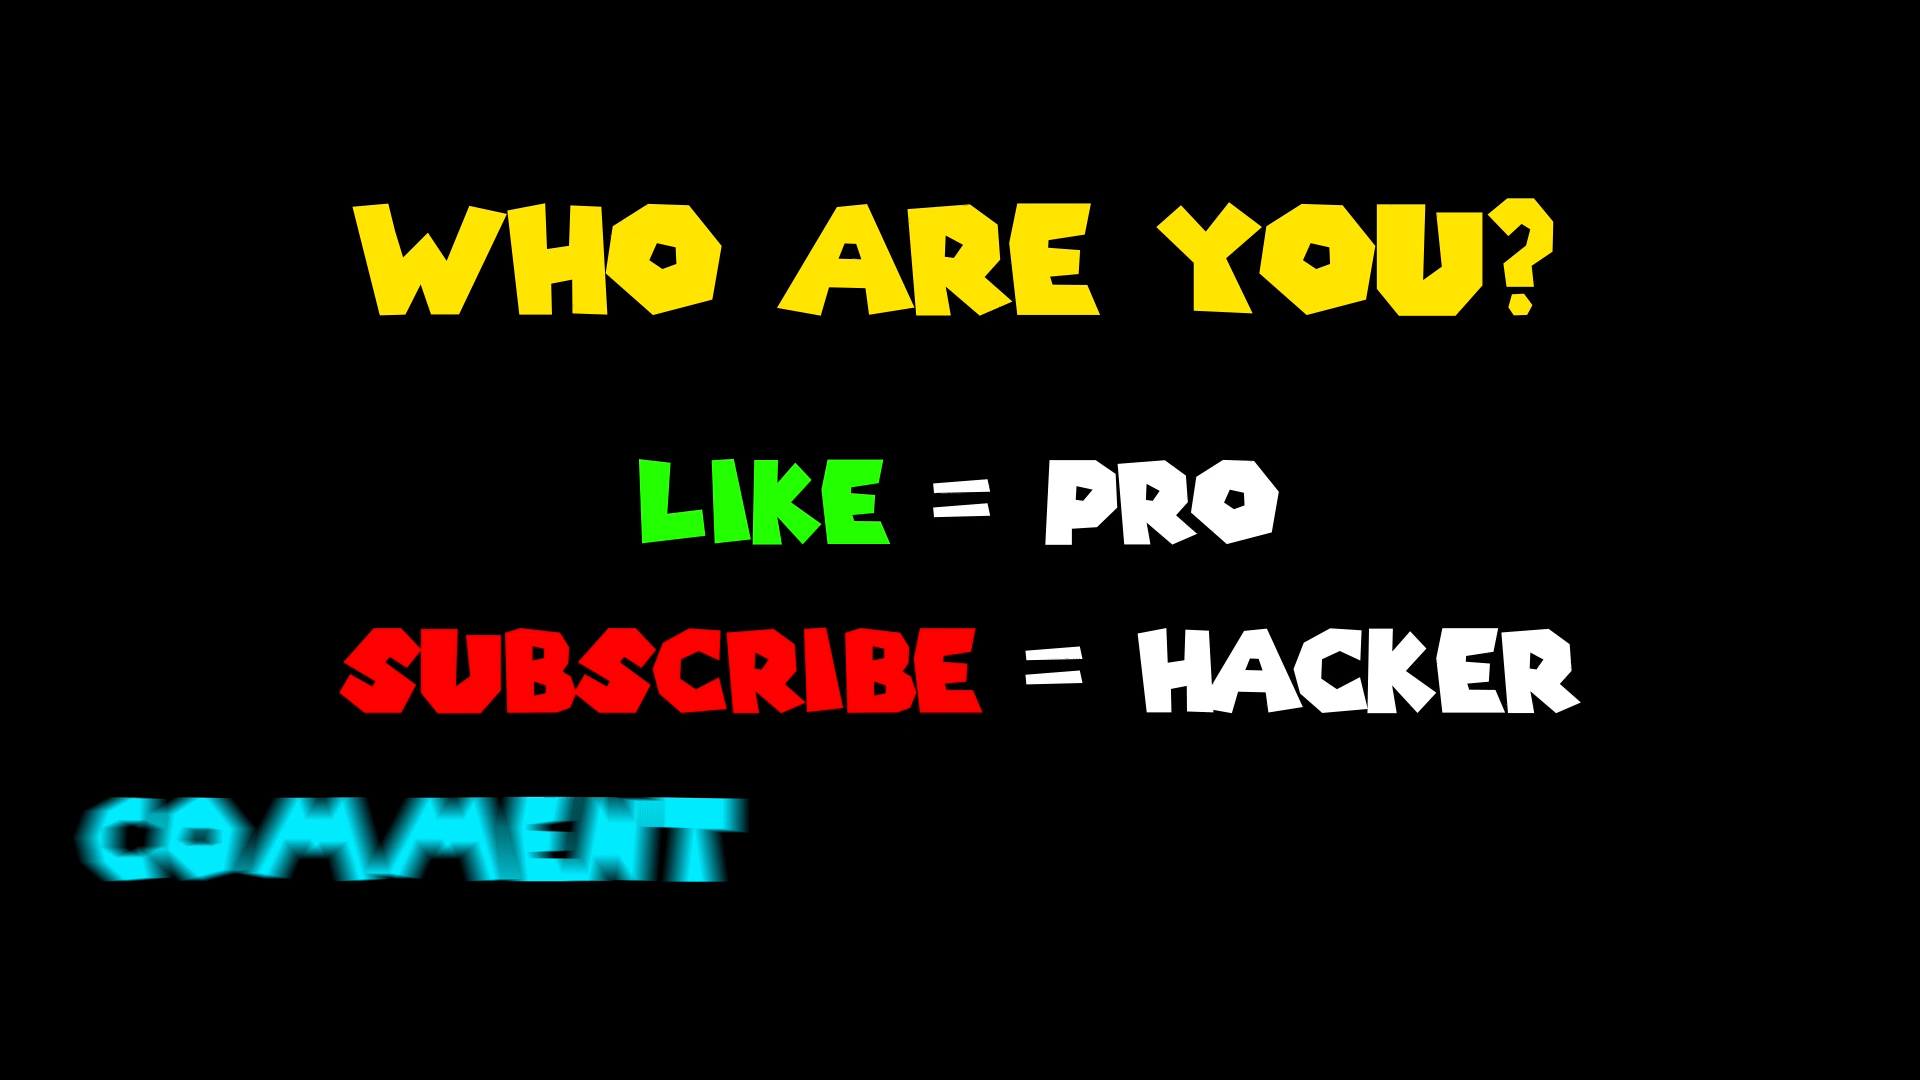 WHO ARE YOU?
LIKE = PRO
SUBSCRIBE = HACKER
COMMENT